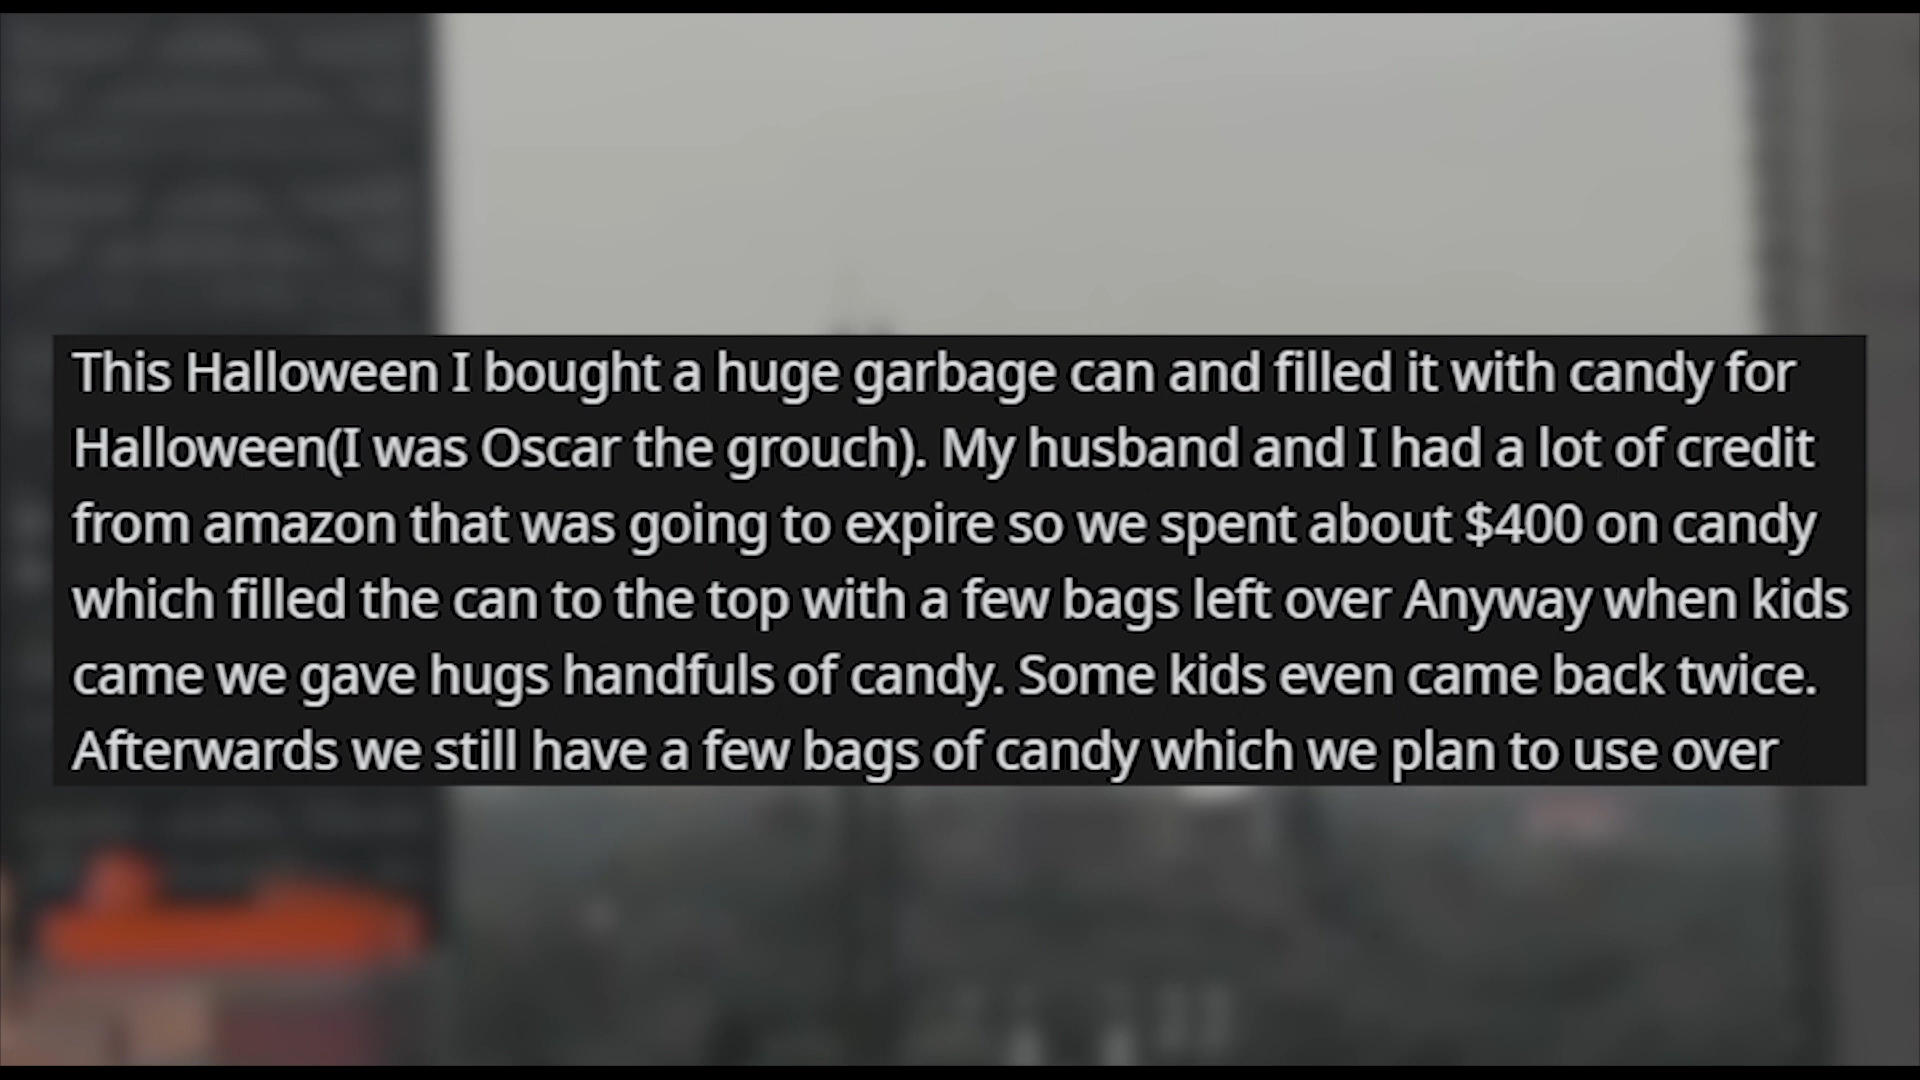 This Halloween I bought a huge garbage can and filled it with candy for
Halloween(I was Oscar the grouch). My husband and I had a lot of credit
from amazon that was going to expire so we spent about $400 on candy
which filled the can to the top with a few bags left over Anyway when kids
came we gave hugs handfuls of candy. Some kids even came back twice.
Afterwards we still have a few bags of candy which we plan to use over